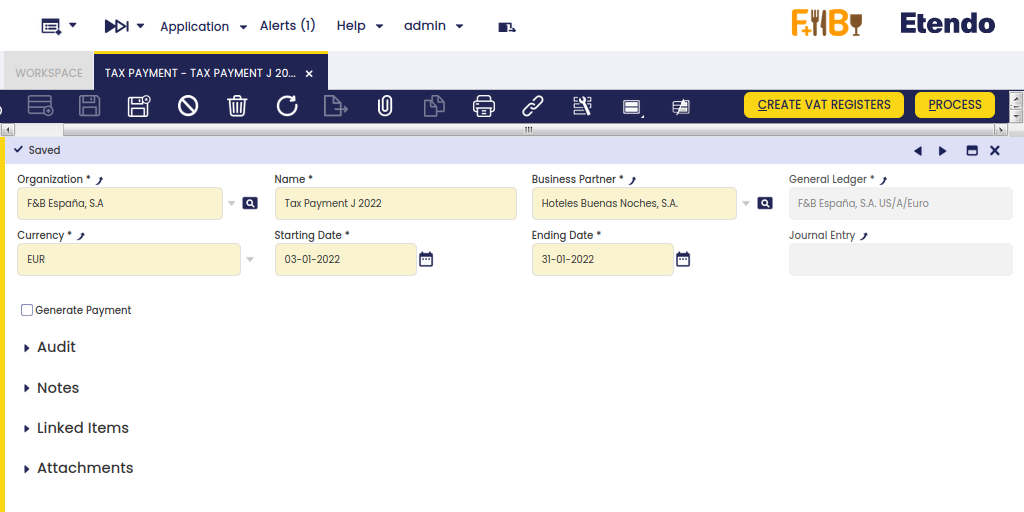 Application
Alerts (1)
Help
admin
F+B
Etendo
WORKSPACE
TAX PAYMENT - TAX PAYMENT J 20...
CREATE VAT REGISTERS
PROCESS
Saved
Organization *
Name *
Business Partner *
General Ledger *
F&B España, S.A
Tax Payment J 2022
Hoteles Buenas Noches, S.A.
F&B España, S.A. US/A/Euro
Currency *
Starting Date *
Ending Date *
Journal Entry
EUR
03-01-2022
31-01-2022
Generate Payment
Audit
Notes
Linked Items
Attachments